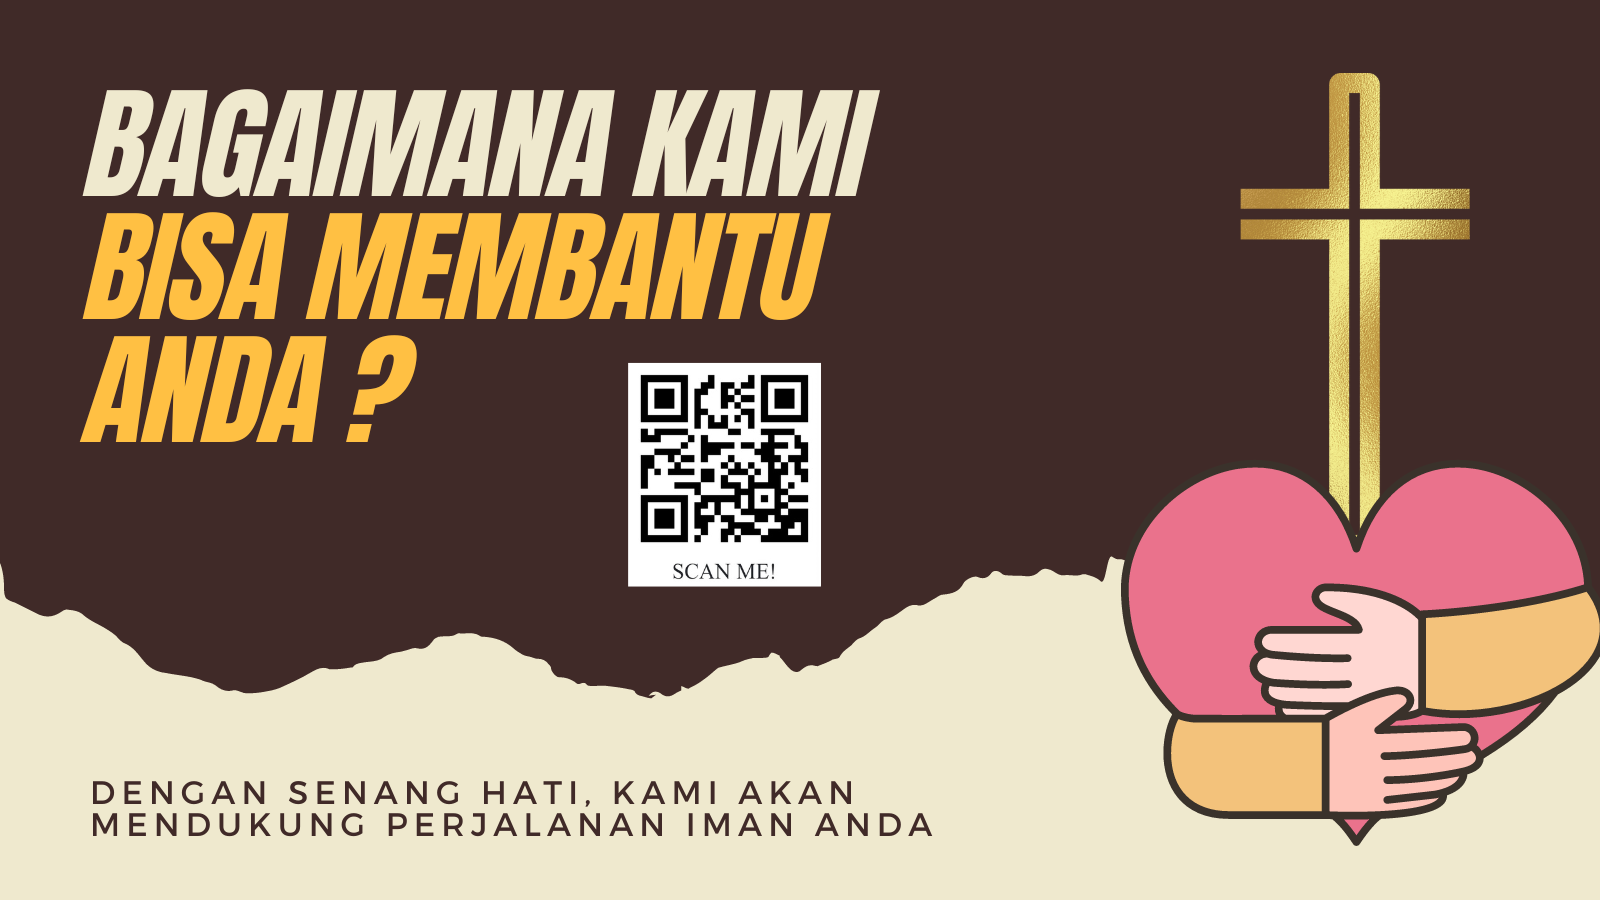 BAGAIMANA KAMI
BISA MEMBANTU
ANDA ?
SCAN ME!
DENGAN SENANG HATI, KAMI AKAN
MENDUKUNG PERJALANAN IMAN ANDA